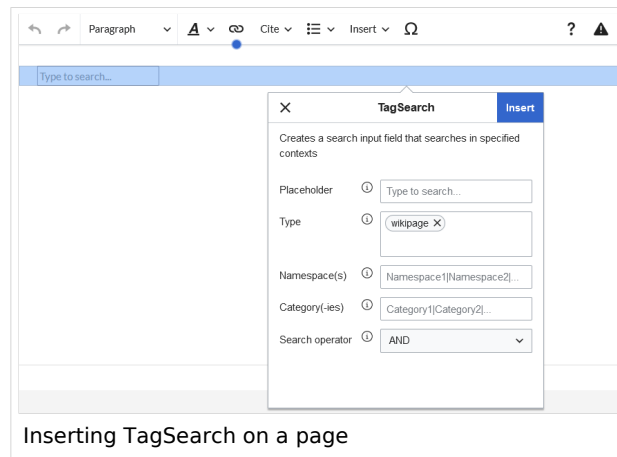 Paragraph A Cite Insert Ω ?
Type to search...
TagSearch Insert
Creates a search input field that searches in specified
contexts
Placeholder Type to search...
Type wikipage
Namespace(s) Namespace1|Namespace2|...
Category(-ies) Category1|Category2|...
Search operator AND
Inserting TagSearch on a page